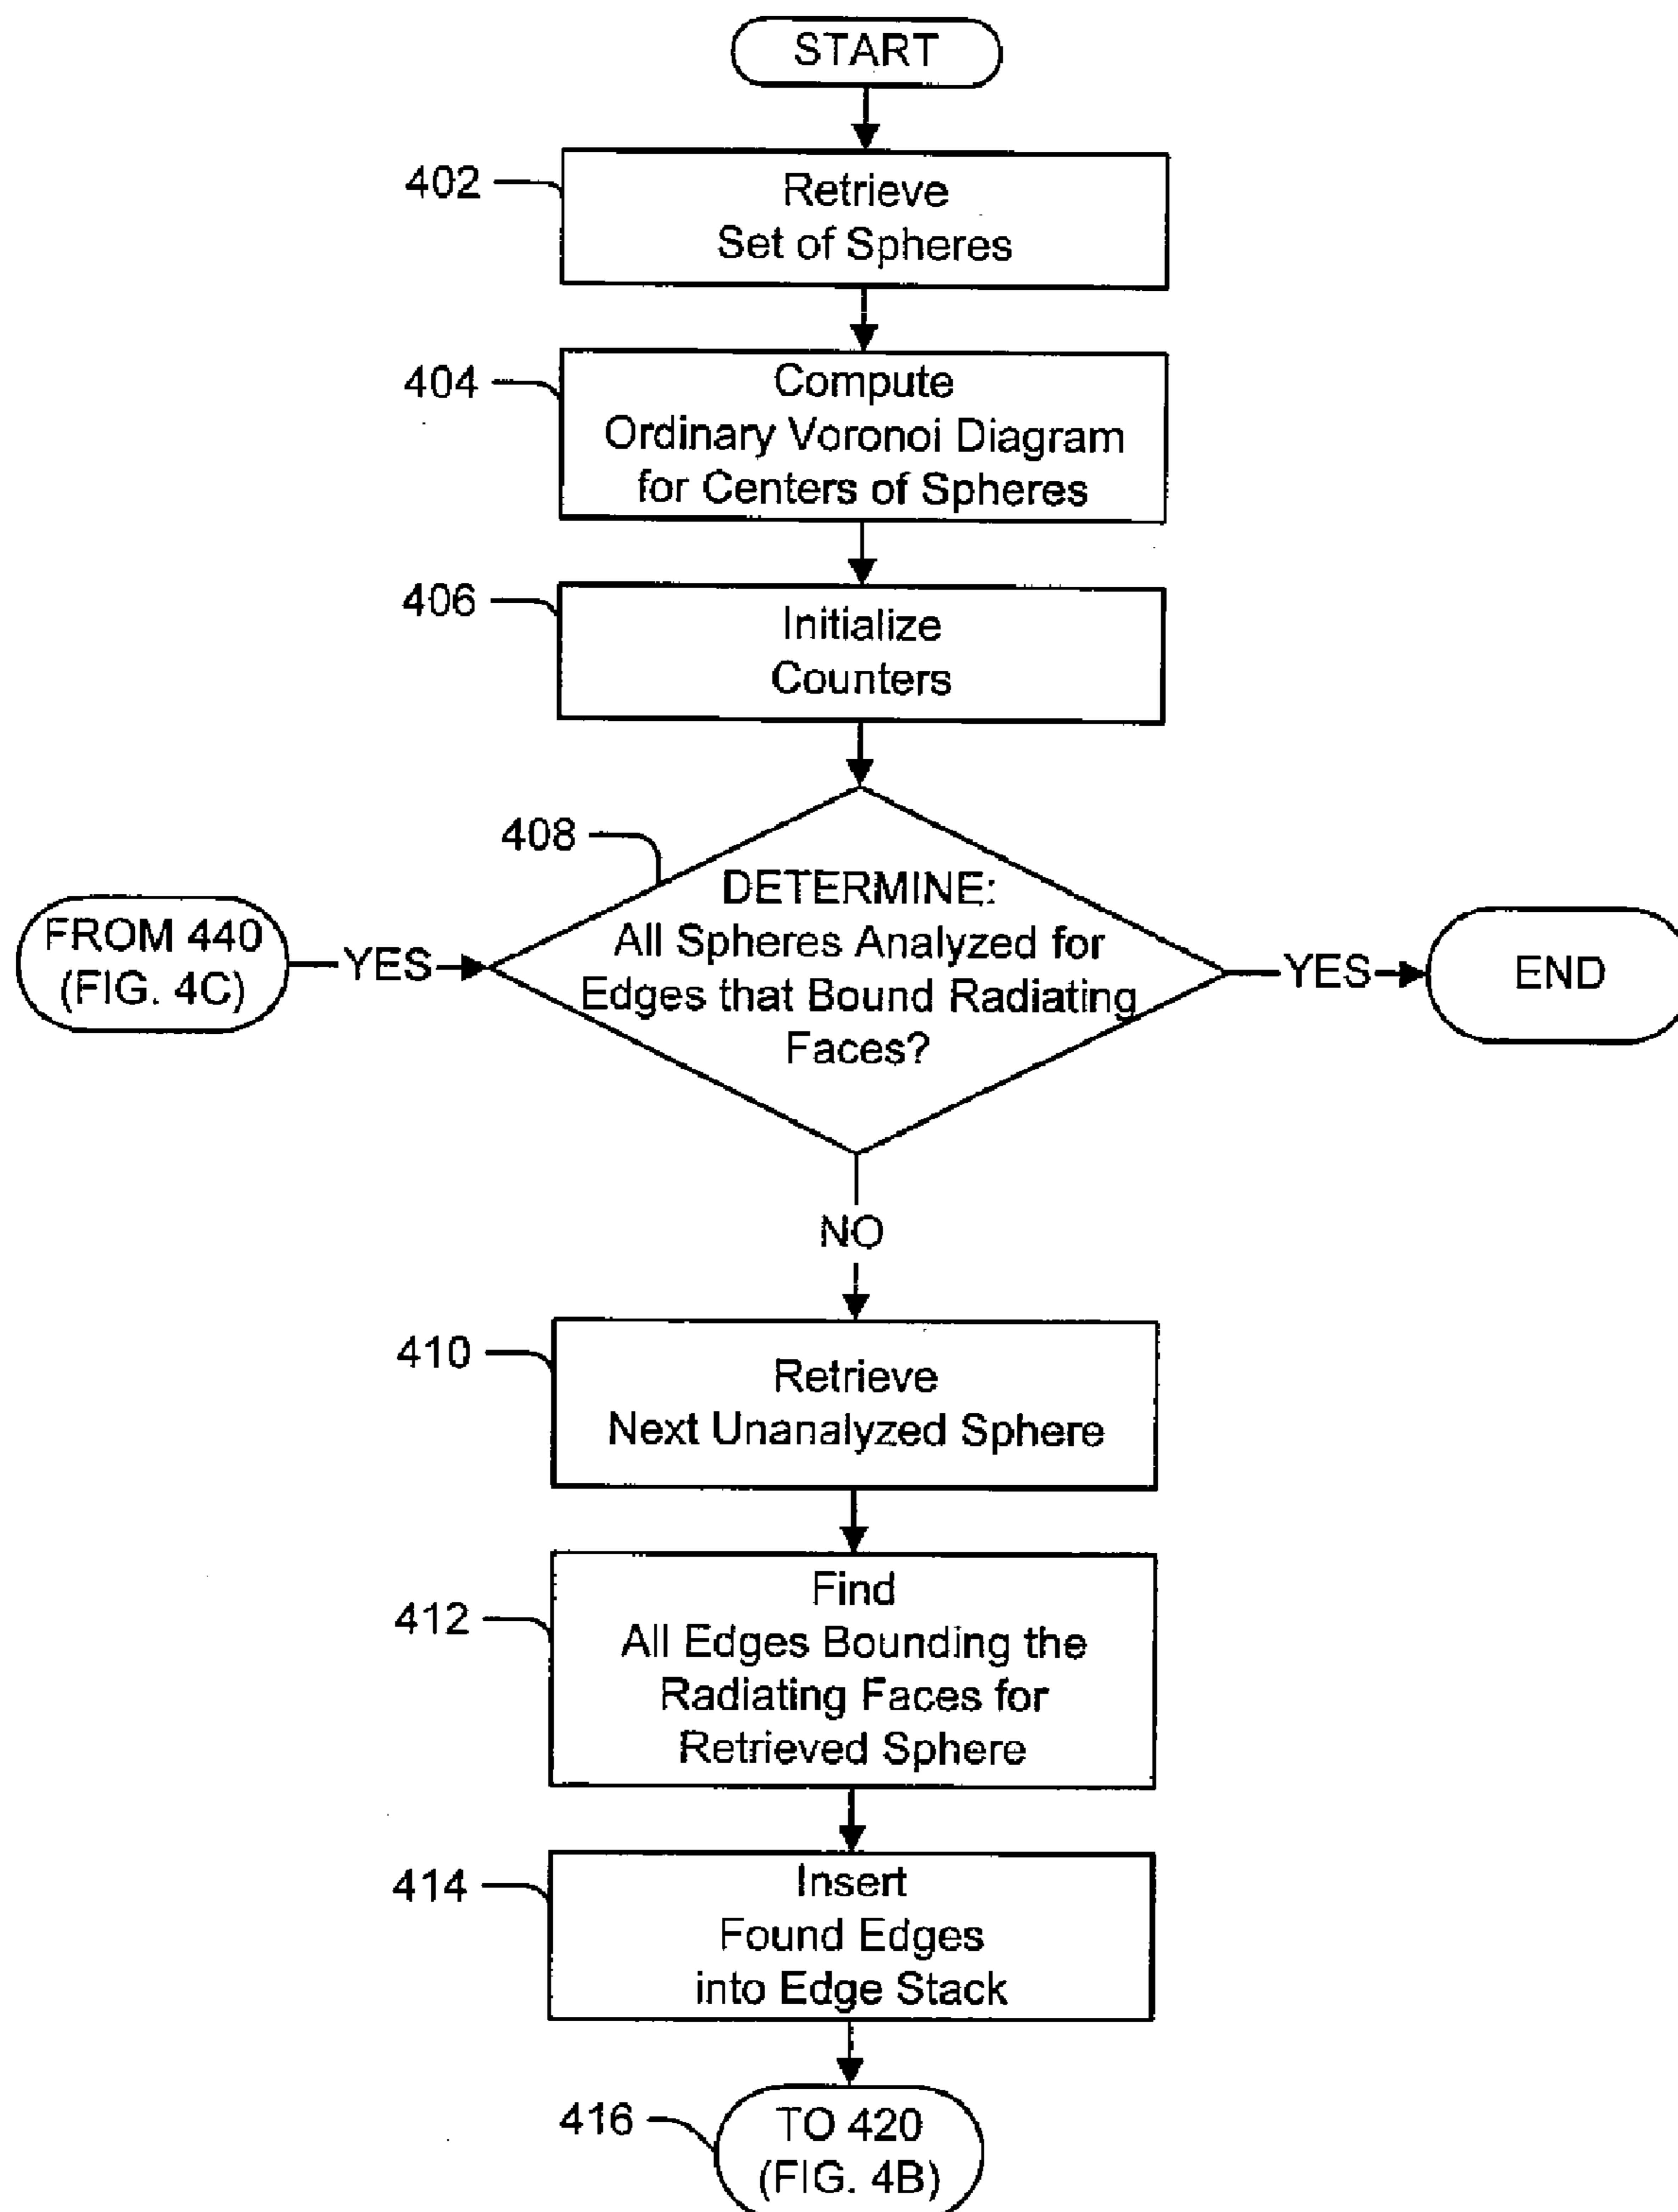 START
402
Retrieve
Set of Spheres
404
Compute
Ordinary Voronoi Diagram
for Centers of Spheres
406
Initialize
Counters
408
DETERMINE:
All Spheres Analyzed for
Edges that Bound Radiating
Faces?
FROM 440
(FIG. 4C)
YES
YES
END
NO
410
Retrieve
Next Unanalyzed Sphere
412
Find
All Edges Bounding the
Radiating Faces for
Retrieved Sphere
414
Insert
Found Edges
into Edge Stack
416
TO 420
(FIG. 4B)